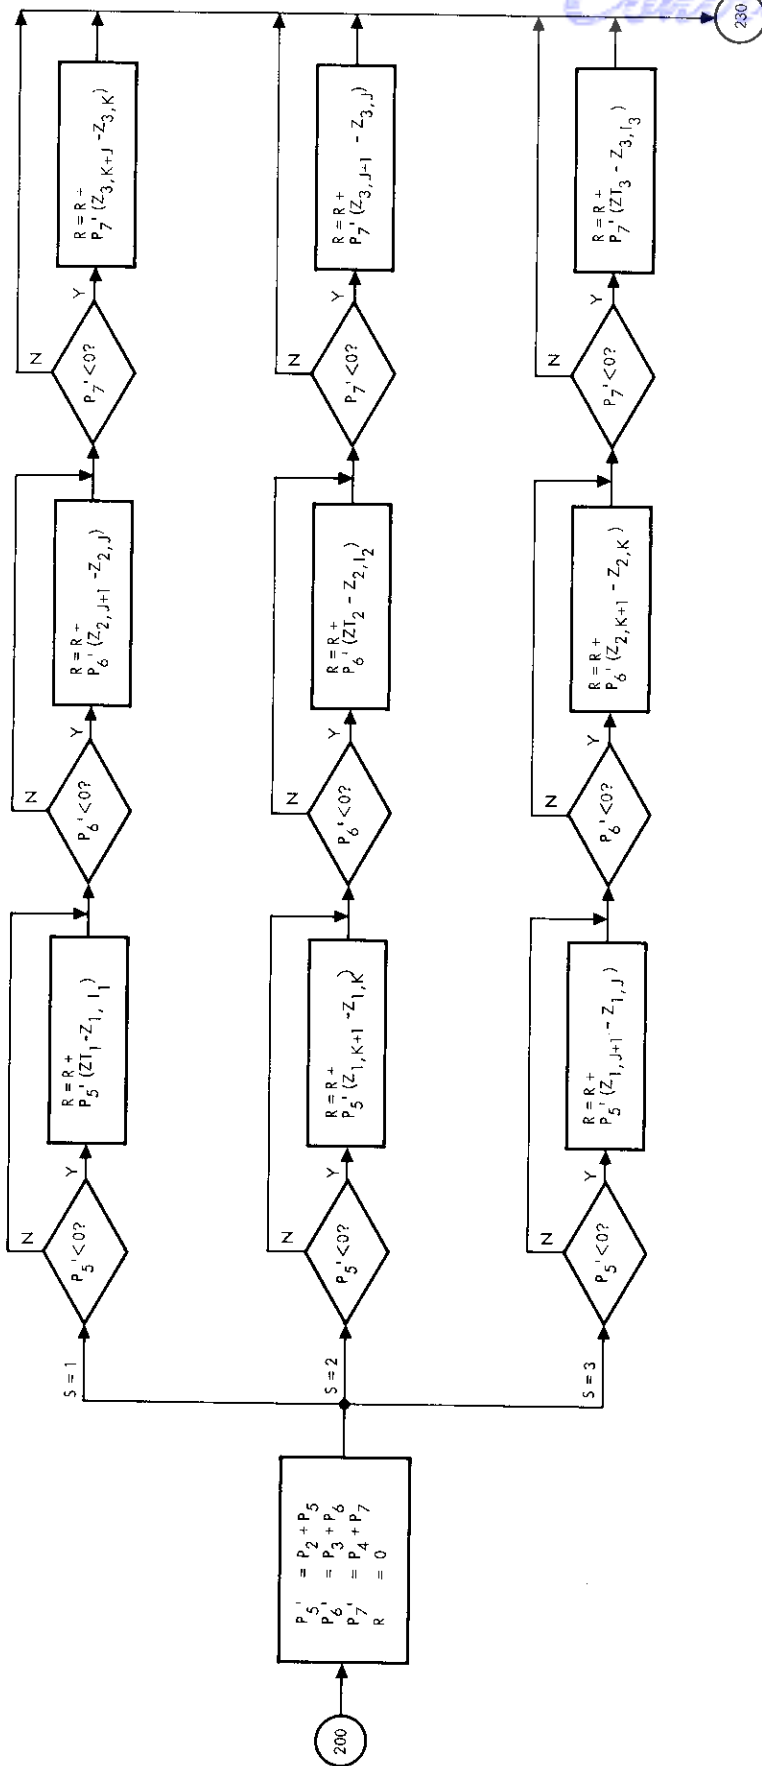 200
P5' = P2 + P5
P6' = P3 + P6
P7' = P4 + P7
R = 0
S = 1
P5' <0?
N
Y
R = R +
P5' (ZT1 - Z1, I1)
P6' <0?
N
Y
R = R +
P6' (Z2,J+1 - Z2,J)
P7' <0?
N
Y
R = R +
P7' (Z3,K+J - Z3,K)
S = 2
P5' <0?
N
Y
R = R +
P5' (Z1,K+1 - Z1,K)
P6' <0?
N
Y
R = R +
P6' (ZT2 - Z2,I2)
P7' <0?
N
Y
R = R +
P7' (Z3,J+1 - Z3,J)
S = 3
P5' <0?
N
Y
R = R +
P5' (Z1,J+1 - Z1,J)
P6' <0?
N
Y
R = R +
P6' (Z2,K+1 - Z2,K)
P7' <0?
N
Y
R = R +
P7' (ZT3 - Z3,I3)
230